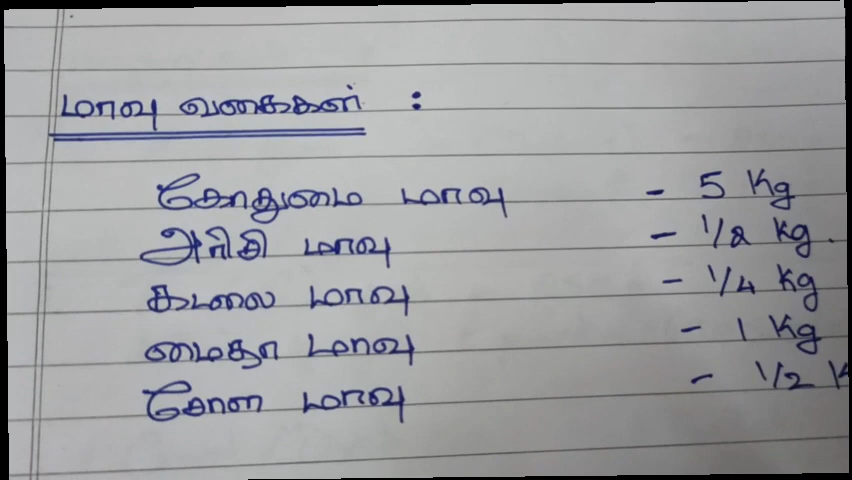 மாவு வகைகள் :
கோதுமை மாவு - 5 Kg
அரிசி மாவு - 1/2 Kg.
கடலை மாவு - 1/4 Kg
மைதா மாவு - 1 Kg
சோள மாவு - 1/2 K